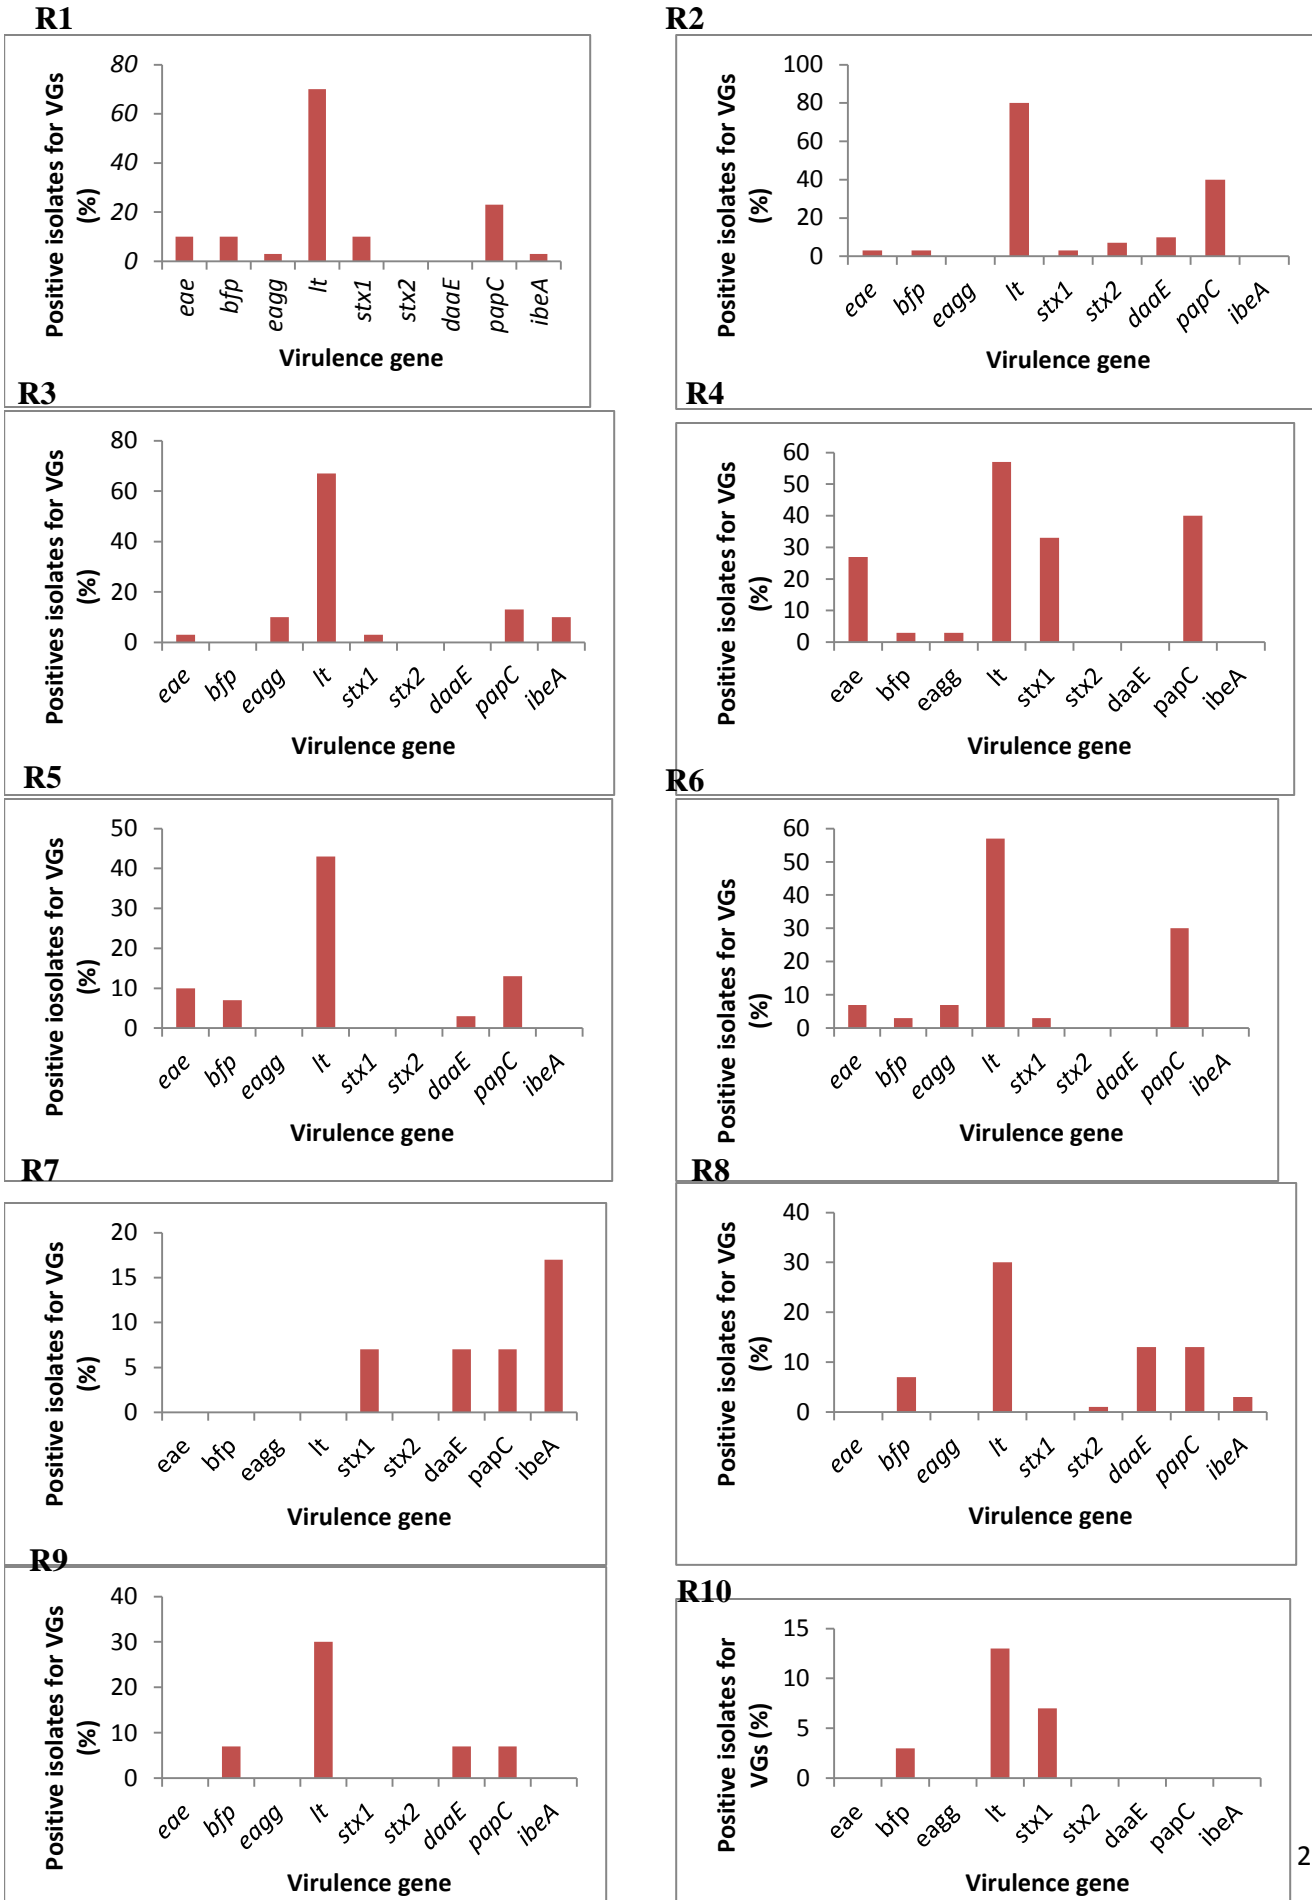 R1
Positive isolates for VGs
(%)
80
60
40
20
0
eae bfp eagg lt stx1 stx2 daaE papC ibeA
Virulence gene
R2
Positive isolates for VGs
(%)
100
80
60
40
20
0
eae bfp eagg lt stx1 stx2 daaE papC ibeA
Virulence gene
R3
Positives isolates for VGs
(%)
80
60
40
20
0
eae bfp eagg lt stx1 stx2 daaE papC ibeA
Virulence gene
R4
Positive isolates for VGs
(%)
60
50
40
30
20
10
0
eae bfp eagg lt stx1 stx2 daaE papC ibeA
Virulence gene
R5
Positive iosolates for VGs
(%)
50
40
30
20
10
0
eae bfp eagg lt stx1 stx2 daaE papC ibeA
Virulence gene
R6
Positive isolates for VGs
(%)
60
50
40
30
20
10
0
eae bfp eagg lt stx1 stx2 daaE papC ibeA
Virulence gene
R7
Positive isolates for VGs
(%)
20
15
10
5
0
eae bfp eagg lt stx1 stx2 daaE papC ibeA
Virulence gene
R8
Positive isolates for VGs
(%)
40
30
20
10
0
eae bfp eagg lt stx1 stx2 daaE papC ibeA
Virulence gene
R9
Positive isolates for VGs
(%)
40
30
20
10
0
eae bfp eagg lt stx1 stx2 daaE papC ibeA
Virulence gene
R10
Positive isolates for
VGs (%)
15
10
5
0
eae bfp eagg lt stx1 stx2 daaE papC ibeA
Virulence gene
2